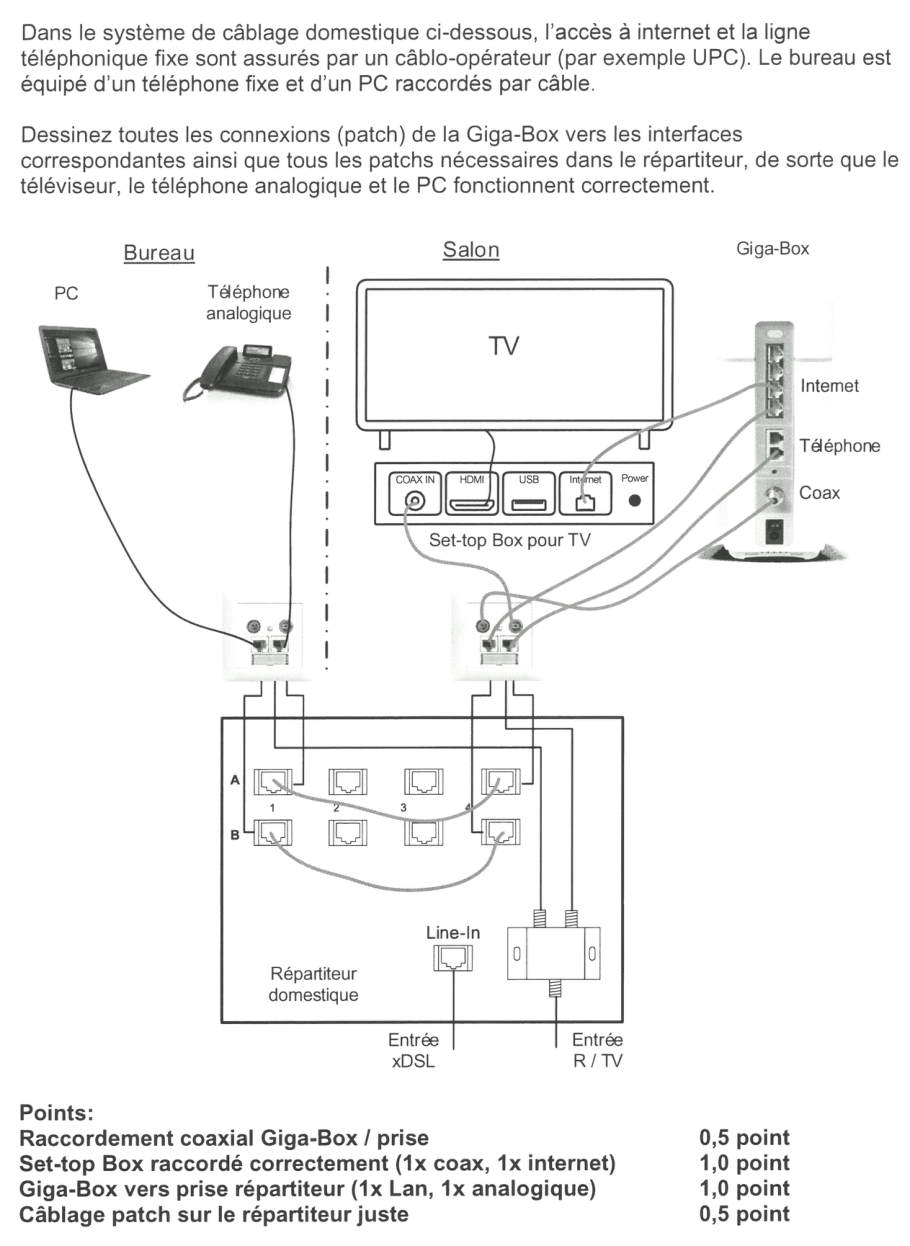 Dans le système de câblage domestique ci-dessous, l'accès à internet et la ligne
téléphonique fixe sont assurés par un câblo-opérateur (par exemple UPC). Le bureau est
équipé d'un téléphone fixe et d'un PC raccordés par câble.
Dessinez toutes les connexions (patch) de la Giga-Box vers les interfaces
correspondantes ainsi que tous les patchs nécessaires dans le répartiteur, de sorte que le
téléviseur, le téléphone analogique et le PC fonctionnent correctement.
Bureau
Salon
Giga-Box
PC
Téléphone
analogique
TV
Internet
Téléphone
Coax
COAX IN
HDMI
USB
Internet
Power
Set-top Box pour TV
A
1
2
3
4
B
Line-In
Répartiteur
domestique
Entrée
xDSL
Entrée
R / TV
Points:
Raccordement coaxial Giga-Box / prise 0,5 point
Set-top Box raccordé correctement (1x coax, 1x internet) 1,0 point
Giga-Box vers prise répartiteur (1x Lan, 1x analogique) 1,0 point
Câblage patch sur le répartiteur juste 0,5 point